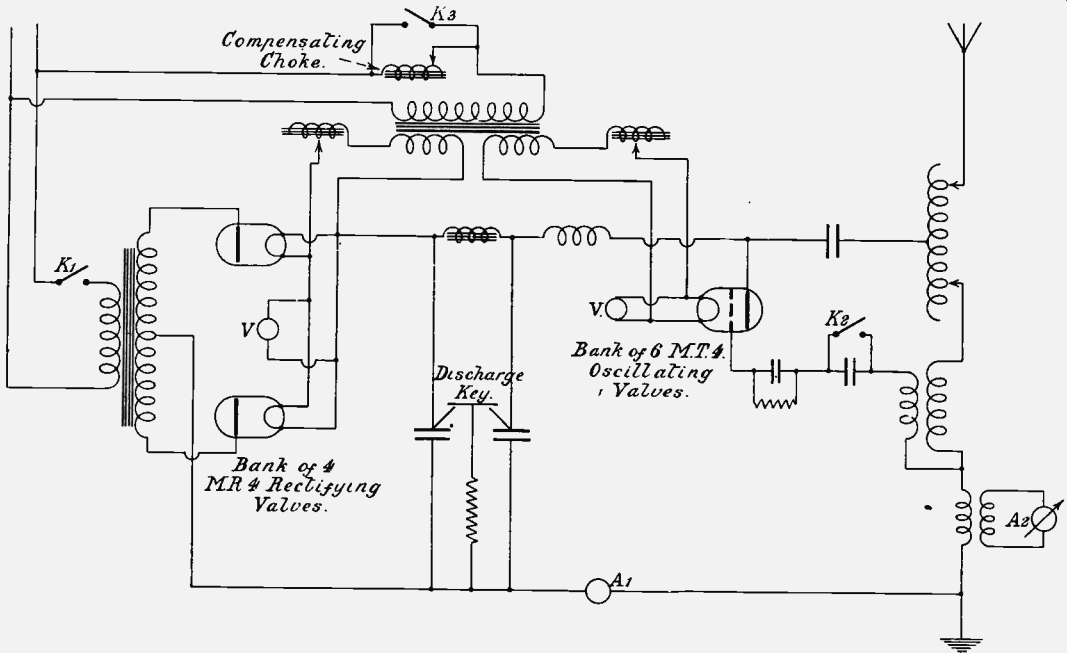 K3
Compensating
Choke.
K1
V
V.
K2
Bank of 6 M.T.4.
Oscillating
Valves.
Discharge
Key.
Bank of 4
M.R 4 Rectifying
Valves.
A2
A1